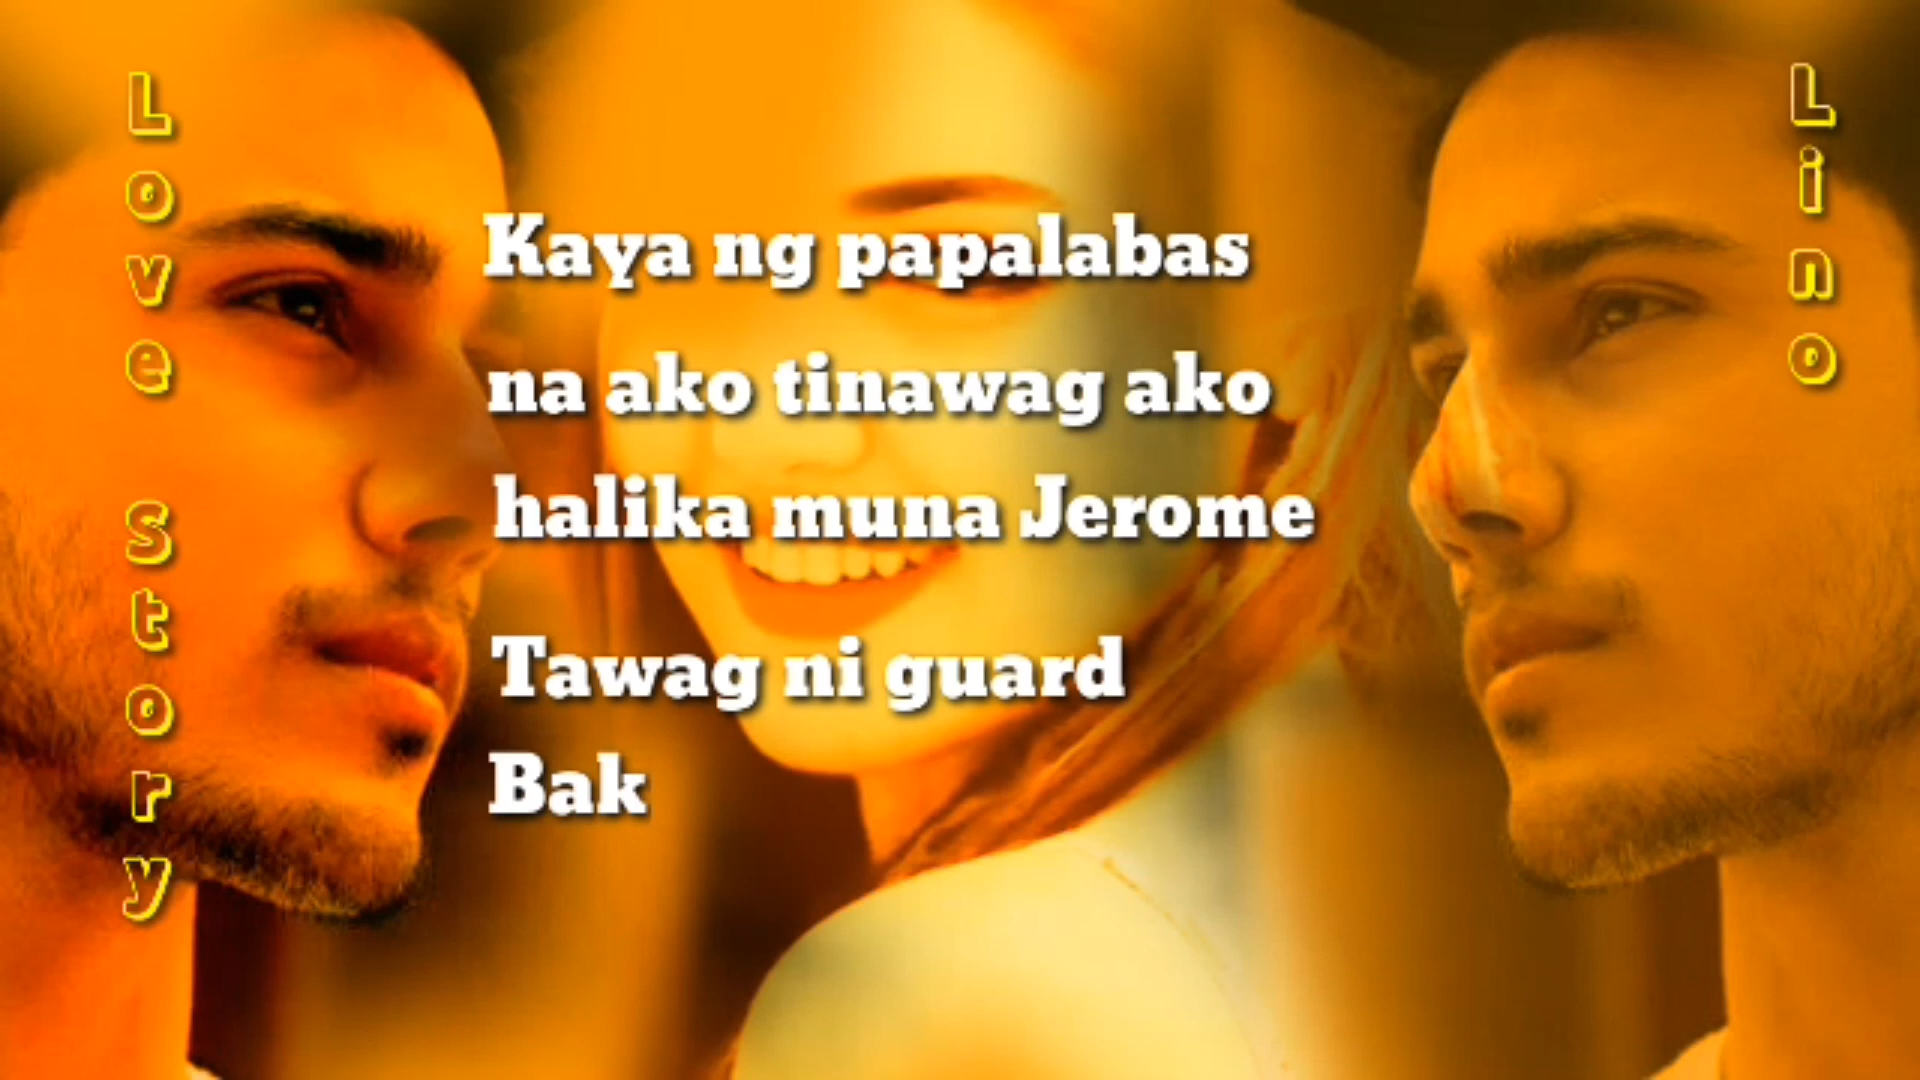 Love Story
Kaya ng papalabas
na ako tinawag ako
halika muna Jerome
Tawag ni guard
Bak
Lino